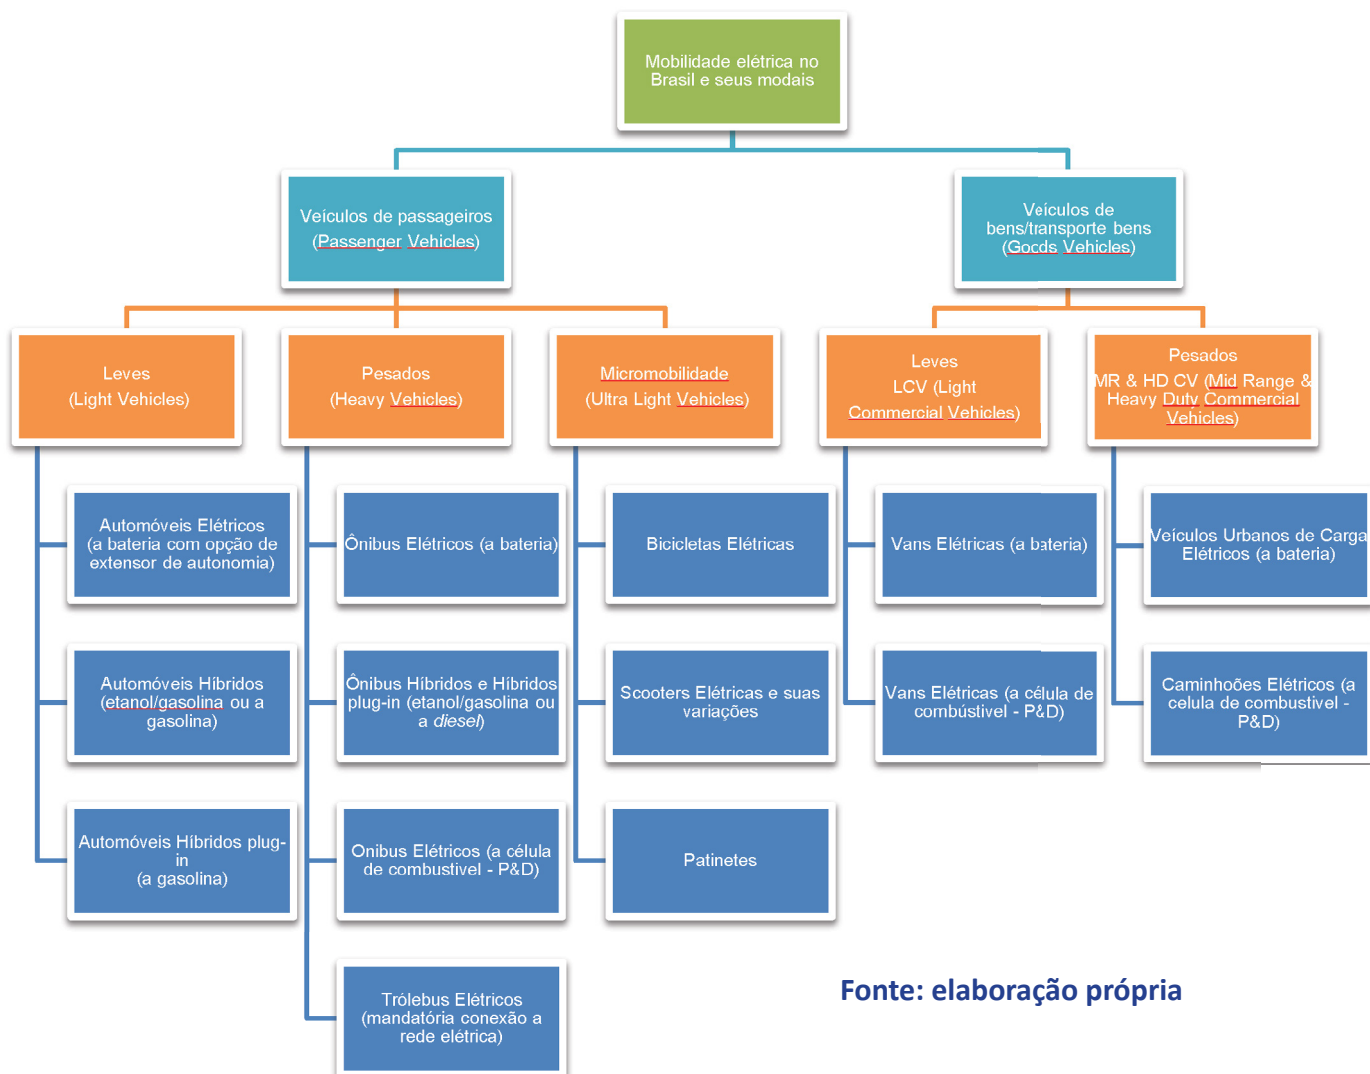 Mobilidade elétrica no
Brasil e seus modais
Veículos de passageiros
(Passenger Vehicles)
Veículos de
bens/transporte bens
(Goods Vehicles)
Leves
(Light Vehicles)
Pesados
(Heavy Vehicles)
Micromobilidade
(Ultra Light Vehicles)
Leves
LCV (Light
Commercial Vehicles)
Pesados
MR & HD CV (Mid Range &
Heavy Duty Commercial
Vehicles)
Automóveis Elétricos
(a bateria com opção de
extensor de autonomia)
Automóveis Híbridos
(etanol/gasolina ou a
gasolina)
Automóveis Híbridos plug-
in
(a gasolina)
Ônibus Elétricos (a bateria)
Ônibus Híbridos e Híbridos
plug-in (etanol/gasolina ou
a diesel)
Onibus Elétricos (a célula
de combustivel - P&D)
Trólebus Elétricos
(mandatória conexão a
rede elétrica)
Bicicletas Elétricas
Scooters Elétricas e suas
variações
Patinetes
Vans Elétricas (a bateria)
Vans Elétricas (a célula de
combústivel - P&D)
Veículos Urbanos de Carga
Elétricos (a bateria)
Caminhoões Elétricos (a
celula de combustivel -
P&D)
Fonte: elaboração própria